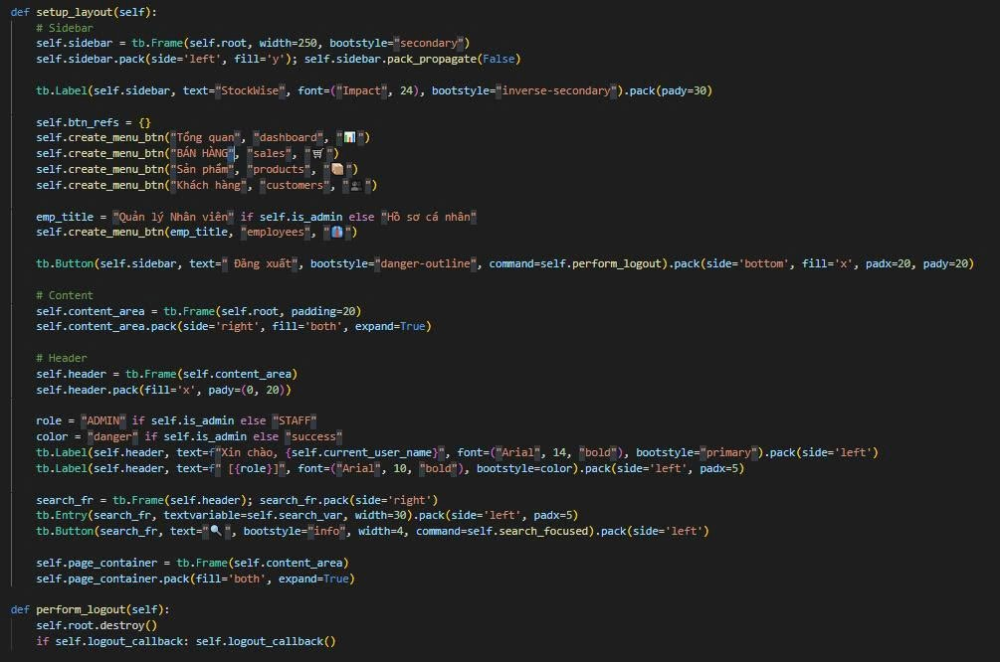 def setup_layout(self):
    # Sidebar
    self.sidebar = tb.Frame(self.root, width=250, bootstyle="secondary")
    self.sidebar.pack(side='left', fill='y'); self.sidebar.pack_propagate(False)

    tb.Label(self.sidebar, text="StockWise", font=("Impact", 24), bootstyle="inverse-secondary").pack(pady=30)

    self.btn_refs = {}
    self.create_menu_btn("Tổng quan", "dashboard", "📊")
    self.create_menu_btn("BÁN HÀNG", "sales", "🛒")
    self.create_menu_btn("Sản phẩm", "products", "📦")
    self.create_menu_btn("Khách hàng", "customers", "👥")

    emp_title = "Quản lý Nhân viên" if self.is_admin else "Hồ sơ cá nhân"
    self.create_menu_btn(emp_title, "employees", "👔")

    tb.Button(self.sidebar, text=" Đăng xuất", bootstyle="danger-outline", command=self.perform_logout).pack(side='bottom', fill='x', padx=20, pady=20)

    # Content
    self.content_area = tb.Frame(self.root, padding=20)
    self.content_area.pack(side='right', fill='both', expand=True)

    # Header
    self.header = tb.Frame(self.content_area)
    self.header.pack(fill='x', pady=(0, 20))

    role = "ADMIN" if self.is_admin else "STAFF"
    color = "danger" if self.is_admin else "success"
    tb.Label(self.header, text=f"Xin chào, {self.current_user_name}", font=("Arial", 14, "bold"), bootstyle="primary").pack(side='left')
    tb.Label(self.header, text=f" [{role}]", font=("Arial", 10, "bold"), bootstyle=color).pack(side='left', padx=5)

    search_fr = tb.Frame(self.header); search_fr.pack(side='right')
    tb.Entry(search_fr, textvariable=self.search_var, width=30).pack(side='left', padx=5)
    tb.Button(search_fr, text="🔍", bootstyle="info", width=4, command=self.search_focused).pack(side='left')

    self.page_container = tb.Frame(self.content_area)
    self.page_container.pack(fill='both', expand=True)

def perform_logout(self):
    self.root.destroy()
    if self.logout_callback: self.logout_callback()